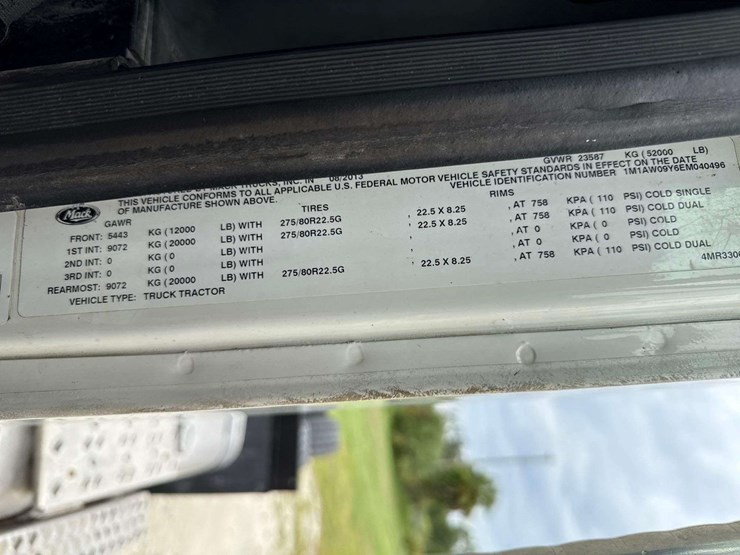 MACK TRUCKS, INC. IN 08/2013 GVWR 23587 KG ( 52000 LB)
THIS VEHICLE CONFORMS TO ALL APPLICABLE U.S. FEDERAL MOTOR VEHICLE SAFETY STANDARDS IN EFFECT ON THE DATE
OF MANUFACTURE SHOWN ABOVE. VEHICLE IDENTIFICATION NUMBER 1M1AW09Y6EM040496
Mack
GAWR TIRES RIMS
FRONT: 5443 KG ( 12000 LB) WITH 275/80R22.5G , 22.5 X 8.25 , AT 758 KPA ( 110 PSI) COLD SINGLE
1ST INT: 9072 KG ( 20000 LB) WITH 275/80R22.5G , 22.5 X 8.25 , AT 758 KPA ( 110 PSI) COLD DUAL
2ND INT: 0 KG ( 0 LB) WITH , , AT 0 KPA ( 0 PSI) COLD
3RD INT: 0 KG ( 0 LB) WITH , , AT 0 KPA ( 0 PSI) COLD
REARMOST: 9072 KG ( 20000 LB) WITH 275/80R22.5G , 22.5 X 8.25 , AT 758 KPA ( 110 PSI) COLD DUAL
VEHICLE TYPE: TRUCK TRACTOR 4MR330